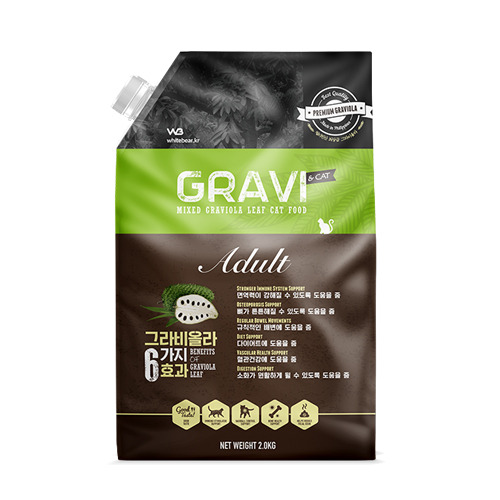 Best Quality
PREMIUM GRAVIOLA
Made in Philippines
WB
whitebear.kr
GRAVI
& CAT
MIXED GRAVIOLA LEAF CAT FOOD
Adult
STRONGER IMMUNE SYSTEM SUPPORT
면역력이 강해질 수 있도록 도움을 줌
OSTEOPOROSIS SUPPORT
뼈가 튼튼해질 수 있도록 도움을 줌
REGULAR BOWEL MOVEMENTS
규칙적인 배변에 도움을 줌
DIET SUPPORT
다이어트에 도움을 줌
VASCULAR HEALTH SUPPORT
혈관건강에 도움을 줌
DIGESTION SUPPORT
소화가 원활하게 될 수 있도록 도움을 줌
그라비올라
6가지 효과
BENEFITS OF GRAVIOLA LEAF
Good Taste!
NET WEIGHT 2.0KG